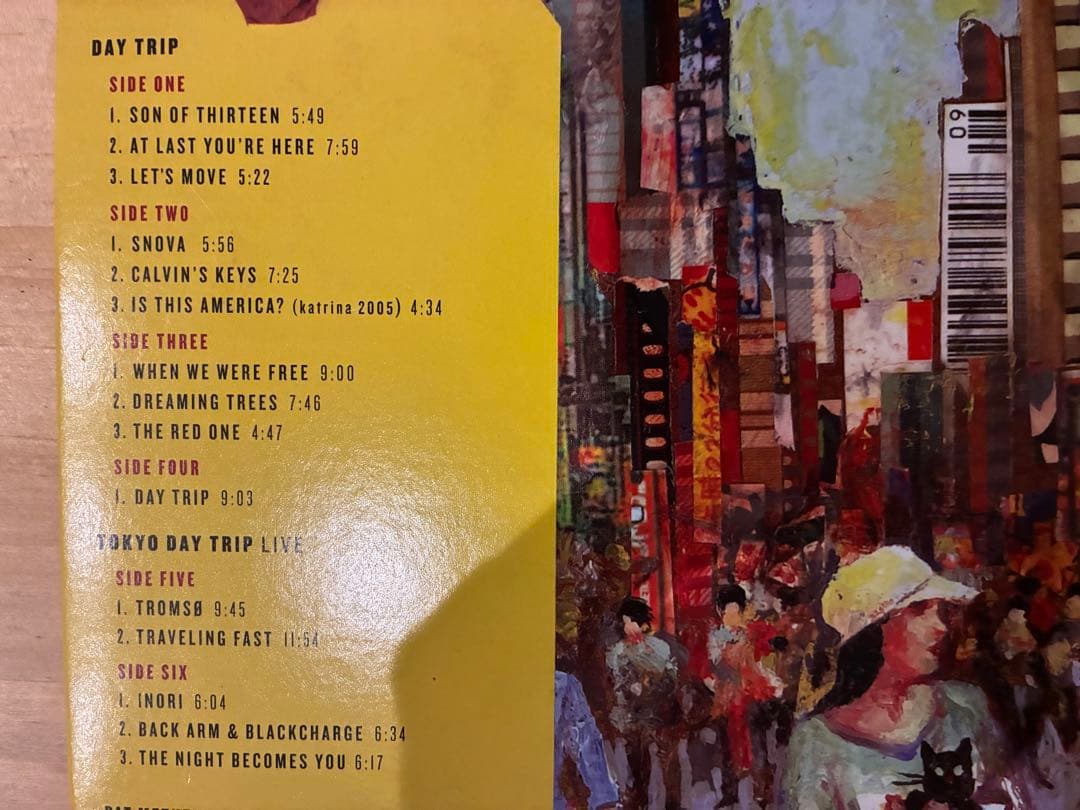 DAY TRIP
SIDE ONE
1. SON OF THIRTEEN 5:49
2. AT LAST YOU'RE HERE 7:59
3. LET'S MOVE 5:22
SIDE TWO
1. SNOVA 5:56
2. CALVIN'S KEYS 7:25
3. IS THIS AMERICA? (katrina 2005) 4:34
SIDE THREE
1. WHEN WE WERE FREE 9:00
2. DREAMING TREES 7:46
3. THE RED ONE 4:47
SIDE FOUR
1. DAY TRIP 9:03
TOKYO DAY TRIP LIVE
SIDE FIVE
1. TROMSØ 9:45
2. TRAVELING FAST 11:54
SIDE SIX
1. INORI 6:04
2. BACK ARM & BLACKCHARGE 6:34
3. THE NIGHT BECOMES YOU 6:17
09